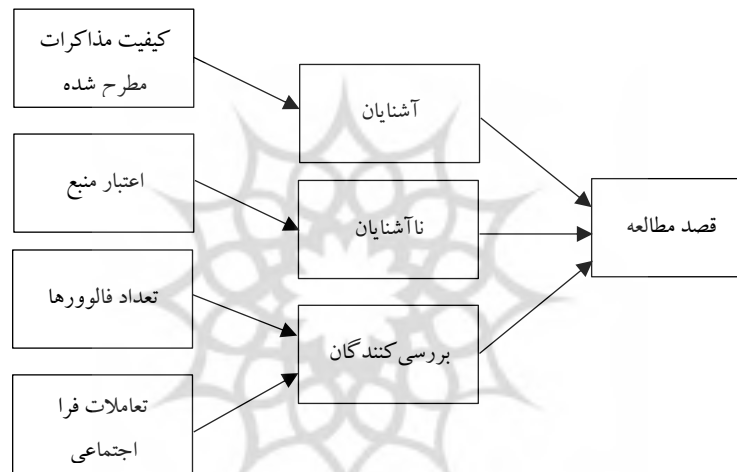 کیفیت مذاکرات
مطرح شده
آشنایان
اعتبار منبع
ناآشنایان
قصد مطالعه
تعداد فالوورها
بررسی‌کنندگان
تعاملات فرا
اجتماعی